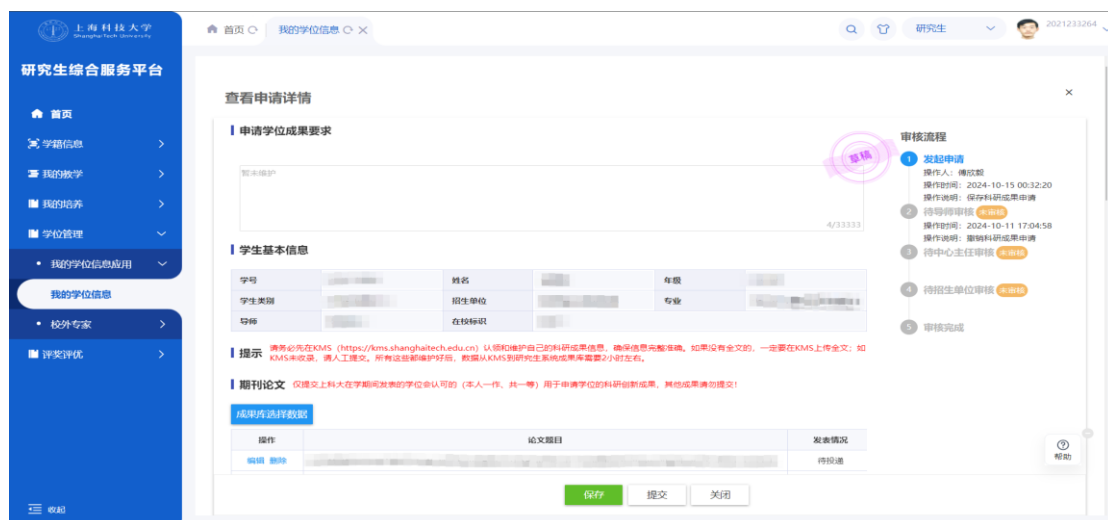 上海科技大学
ShanghaiTech University
首页
我的学位信息
研究生
2021233264
研究生综合服务平台
首页
学籍信息
我的教学
我的培养
学位管理
我的学位信息应用
我的学位信息
校外专家
评奖评优
收起
查看申请详情
申请学位成果要求
暂未维护
4/33333
草稿
学生基本信息
学号 姓名 年级
学生类别 招生单位 专业
导师 在校标识
提示 请务必先在KMS（https://kms.shanghaitech.edu.cn）认领和维护自己的科研成果信息，确保信息完整准确。如果没有全文的，一定要在KMS上传全文；如
KMS未收录，请人工提交。所有这些都维护好后，数据从KMS到研究生系统成果库需要2小时左右。
期刊论文 仅提交上科大在学期间发表的学位会认可的（本人一作、共一等）用于申请学位的科研创新成果，其他成果请勿提交！
成果库选择数据
操作 论文题目 发表情况
编辑 删除 待投递
保存 提交 关闭
审核流程
1 发起申请
操作人：傅欣毅
操作时间：2024-10-15 00:32:20
操作说明：保存科研成果申请
2 待导师审核 未审核
操作时间：2024-10-11 17:04:58
操作说明：撤销科研成果申请
3 待中心主任审核 未审核
4 待招生单位审核 未审核
5 审核完成
帮助